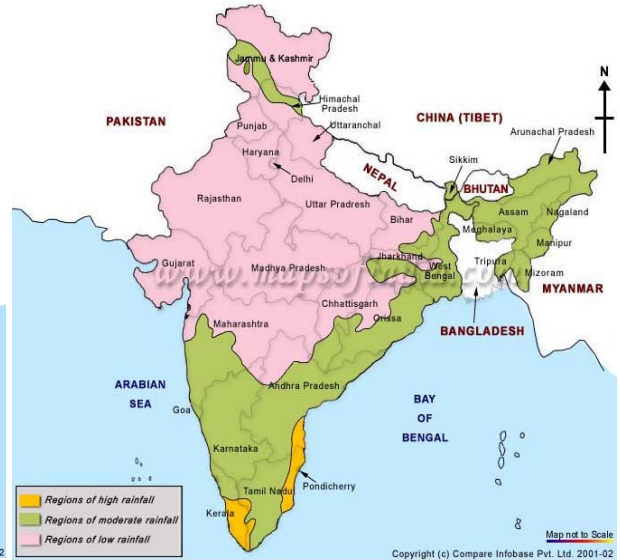 Jammu & Kashmir
N
Himachal
Pradesh
PAKISTAN
CHINA (TIBET)
Punjab
Uttaranchal
Arunachal Pradesh
Haryana
Sikkim
Delhi
NEPAL
BHUTAN
Rajasthan
Uttar Pradesh
Assam
Nagaland
Bihar
Meghalaya
Manipur
Jharkhand
Gujarat
West
Bengal
Tripura
Madhya Pradesh
Mizoram
MYANMAR
Chhattisgarh
Orissa
Maharashtra
BANGLADESH
ARABIAN
SEA
Andhra Pradesh
BAY
OF
BENGAL
Goa
Karnataka
Pondicherry
Tamil Nadu
Kerala
Regions of high rainfall
Regions of moderate rainfall
Regions of low rainfall
Map not to Scale
2
Copyright (c) Compare Infobase Pvt. Ltd. 2001-02